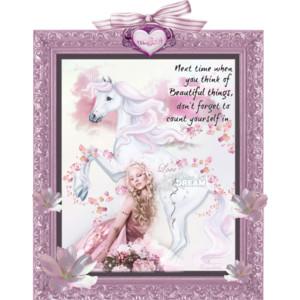 Next time when
you think of
Beautiful things,
don't forget to
count yourself in.
Love
DREAM